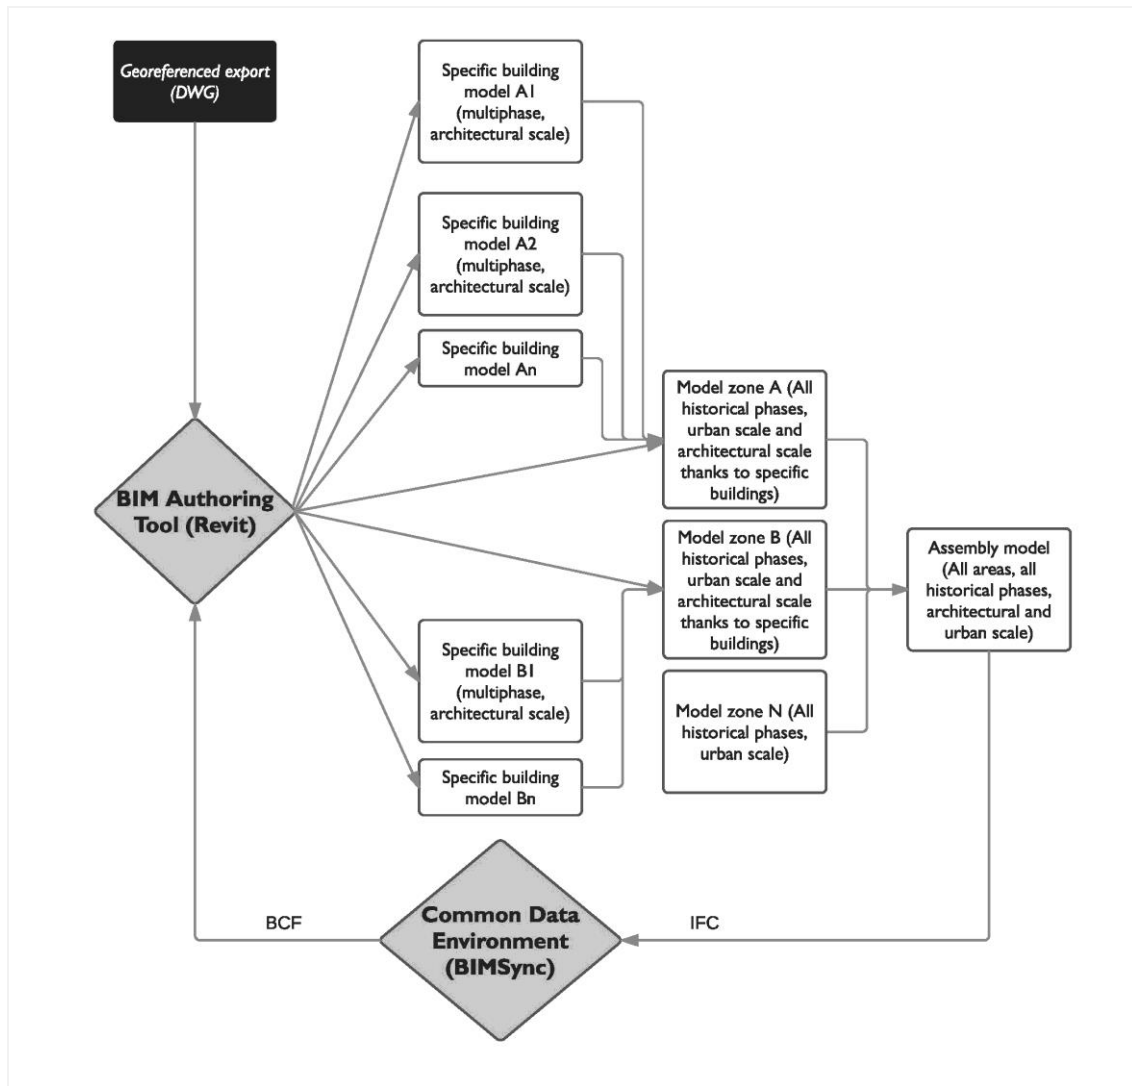 Georeferenced export
(DWG)
Specific building
model A1
(multiphase,
architectural scale)
Specific building
model A2
(multiphase,
architectural scale)
Specific building
model An
Model zone A (All
historical phases,
urban scale and
architectural scale
thanks to specific
buildings)
BIM Authoring
Tool (Revit)
Model zone B (All
historical phases,
urban scale and
architectural scale
thanks to specific
buildings)
Assembly model
(All areas, all
historical phases,
architectural and
urban scale)
Specific building
model B1
(multiphase,
architectural scale)
Model zone N (All
historical phases,
urban scale)
Specific building
model Bn
BCF
Common Data
Environment
(BIMSync)
IFC